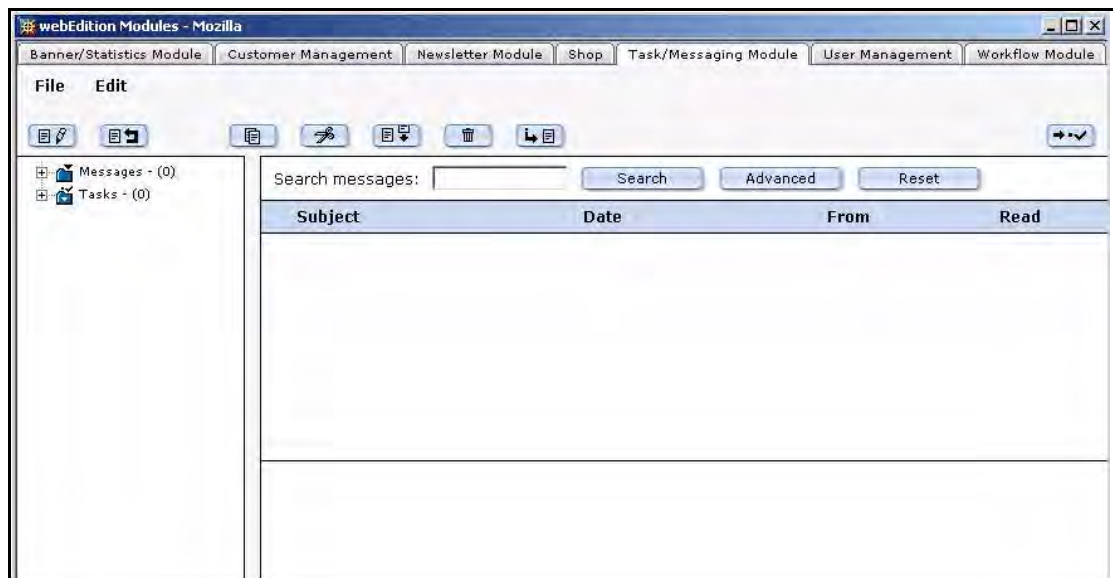 webEdition Modules - Mozilla
Banner/Statistics Module Customer Management Newsletter Module Shop Task/Messaging Module User Management Workflow Module
File Edit
Messages - (0)
Tasks - (0)
Search messages: Search Advanced Reset
Subject Date From Read